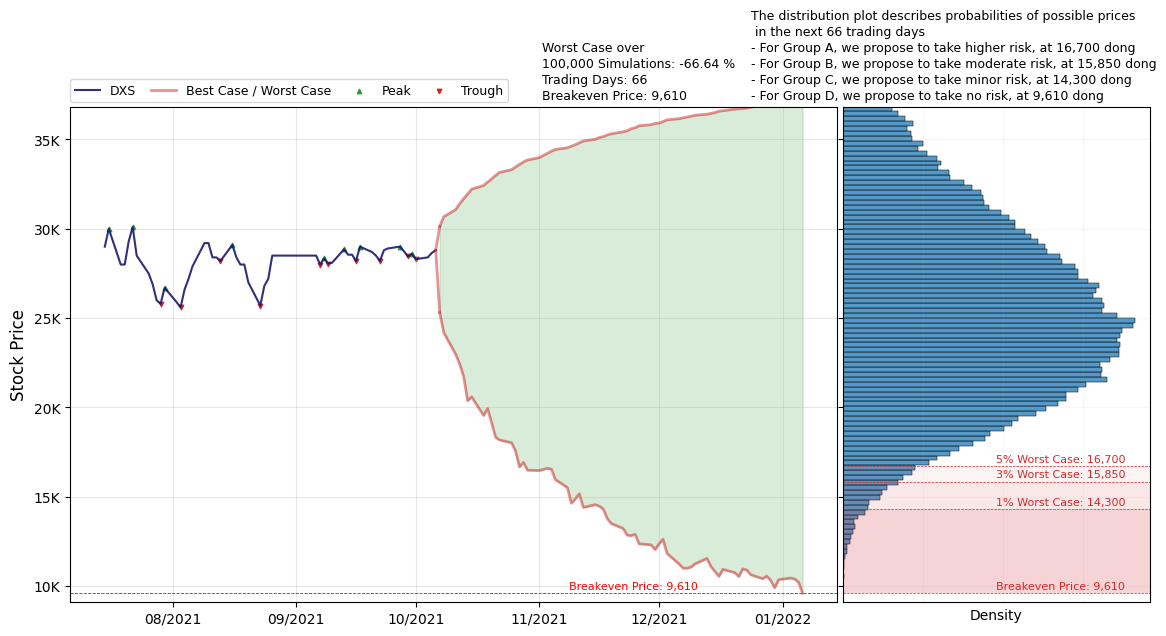 The distribution plot describes probabilities of possible prices
in the next 66 trading days
- For Group A, we propose to take higher risk, at 16,700 dong
- For Group B, we propose to take moderate risk, at 15,850 dong
- For Group C, we propose to take minor risk, at 14,300 dong
- For Group D, we propose to take no risk, at 9,610 dong
Worst Case over
100,000 Simulations: -66.64 %
Trading Days: 66
Breakeven Price: 9,610
DXS
Best Case / Worst Case
Peak
Trough
Stock Price
35K
30K
25K
20K
15K
10K
Breakeven Price: 9,610
08/2021
09/2021
10/2021
11/2021
12/2021
01/2022
5% Worst Case: 16,700
3% Worst Case: 15,850
1% Worst Case: 14,300
Breakeven Price: 9,610
Density